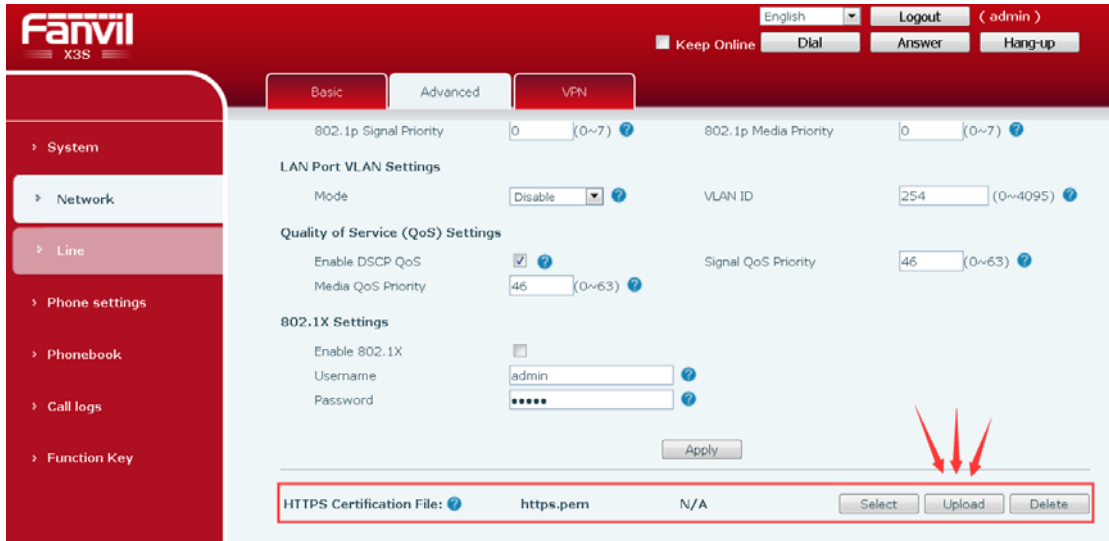 Fanvil
X3S
English Logout ( admin )
Keep Online Dial Answer Hang-up
Basic Advanced VPN
› System
› Network
› Line
› Phone settings
› Phonebook
› Call logs
› Function Key
802.1p Signal Priority 0 (0~7) ? 802.1p Media Priority 0 (0~7) ?
LAN Port VLAN Settings
Mode Disable ? VLAN ID 254 (0~4095) ?
Quality of Service (QoS) Settings
Enable DSCP QoS ? Signal QoS Priority 46 (0~63) ?
Media QoS Priority 46 (0~63) ?
802.1X Settings
Enable 802.1X
Username admin ?
Password ••••• ?
Apply
HTTPS Certification File: ? https.pem N/A Select Upload Delete